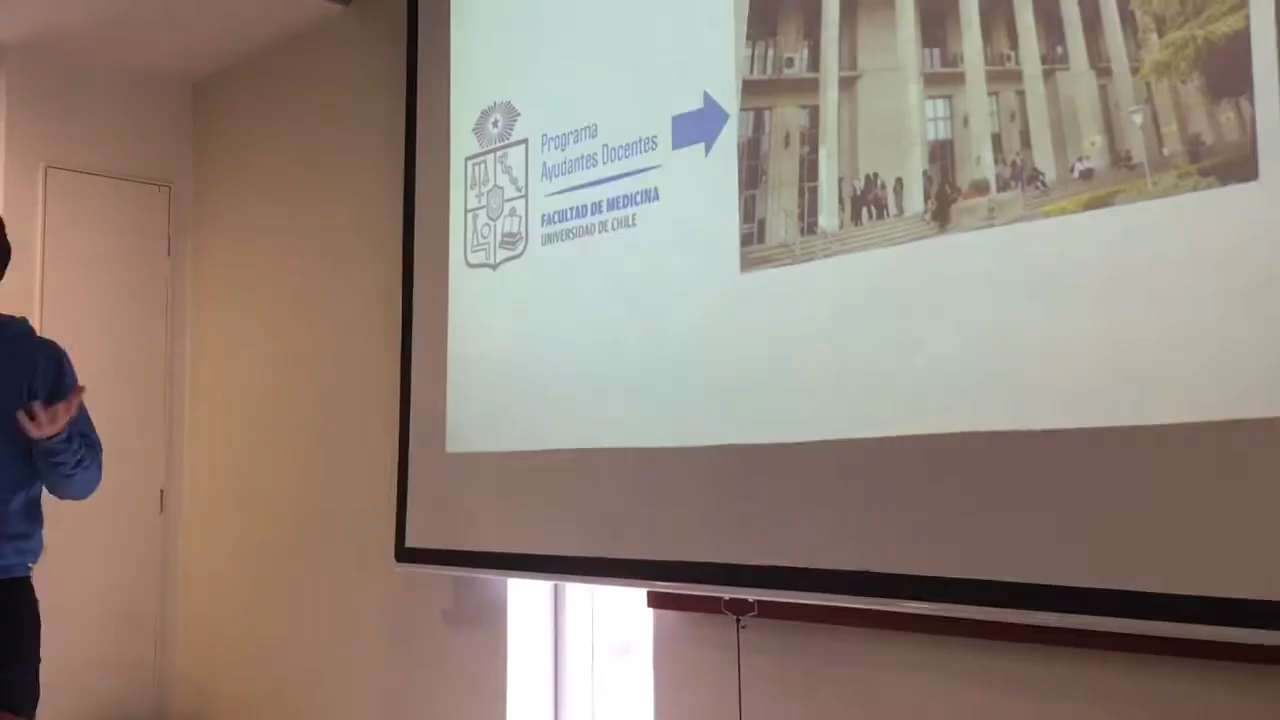 Programa
Ayudantes Docentes
FACULTAD DE MEDICINA
UNIVERSIDAD DE CHILE